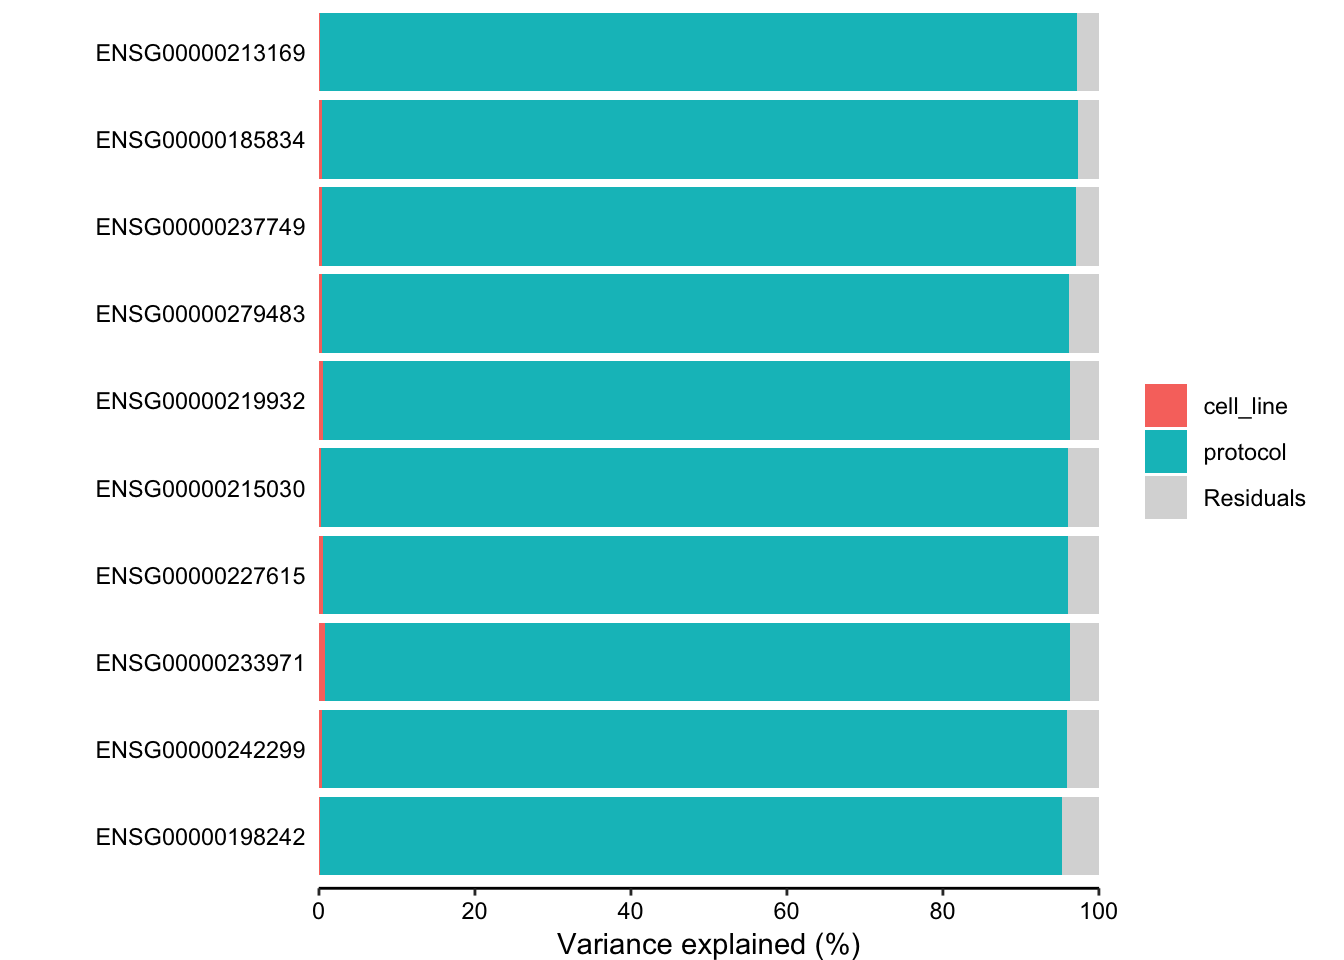 ENSG00000213169
ENSG00000185834
ENSG00000237749
ENSG00000279483
ENSG00000219932
ENSG00000215030
ENSG00000227615
ENSG00000233971
ENSG00000242299
ENSG00000198242
cell_line
protocol
Residuals
0 20 40 60 80 100
Variance explained (%)